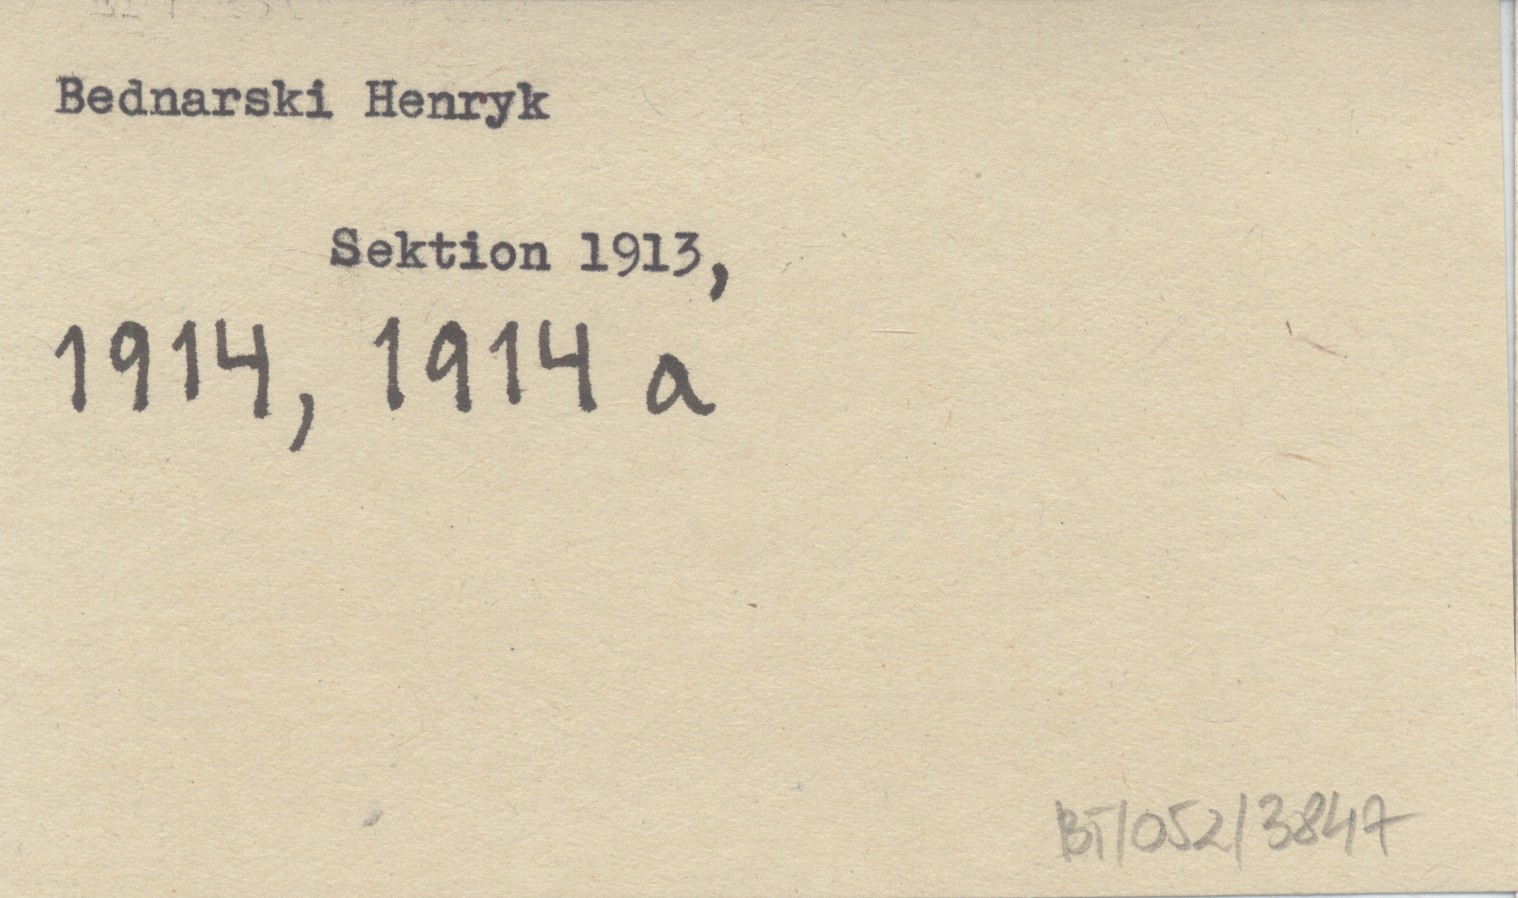 Bednarski Henryk
Sektion 1913,
1914, 1914 a
BT/052/3847